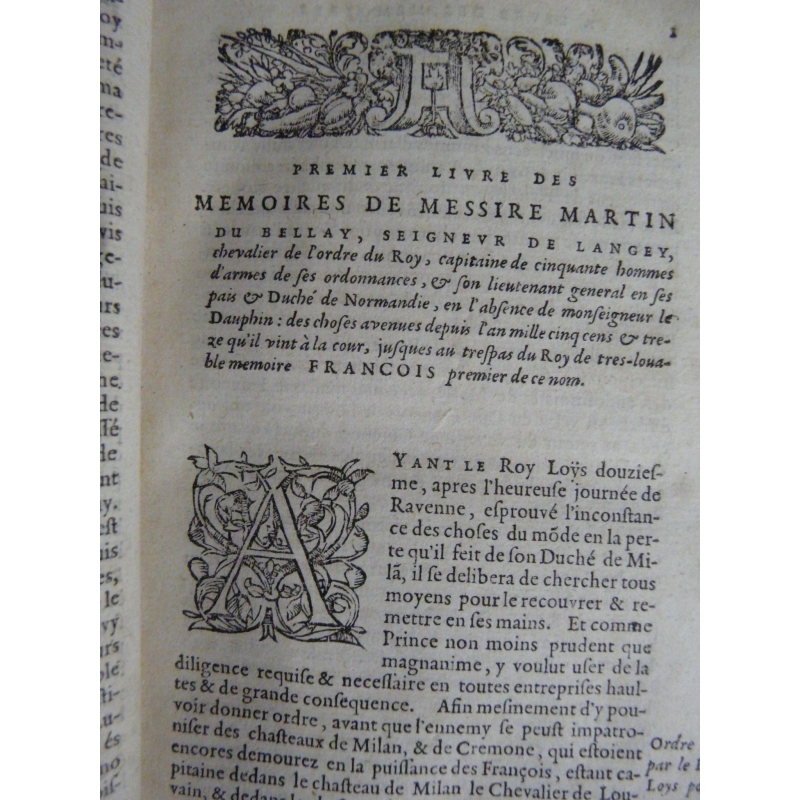 1
PREMIER LIVRE DES
MEMOIRES DE MESSIRE MARTIN
DU BELLAY, SEIGNEVR DE LANGEY,
chevalier de l'ordre du Roy, capitaine de cinquante hommes
d'armes de ses ordonnances, & son lieutenant general en ses
païs & Duché de Normandie, en l'absence de monseigneur le
Dauphin: des choses avenues depuis l'an mille cinq cens & tre-
ze qu'il vint à la cour, jusques au trespas du Roy de tres-loua-
ble memoire FRANCOIS premier de ce nom.
AYANT LE Roy Loÿs douzieſ-
me, apres l'heureuſe journée de
Ravenne, eſprouvé l'inconſtan-
ce des choſes du mõde en la per-
te qu'il feit de ſon Duché de Mi-
lã, il ſe delibera de chercher tous
moyens pour le recouvrer & re-
mettre en ſes mains. Et comme
Prince non moins prudent que
magnanime, y voulut uſer de la
diligence requiſe & neceſſaire en toutes entrepriſes haul-
tes & de grande conſequence. Afin meſmement d'y pou-
voir donner ordre, avant que l'ennemy ſe peuſt impatro-
niſer des chaſteaux de Milan, & de Cremone, qui eſtoient
encores demourez en la puiſſance des François, eſtant ca-
pitaine dedans le chaſteau de Milan le Chevalier de Lou-
vain, & dedans le
Ordre
par le
Loys